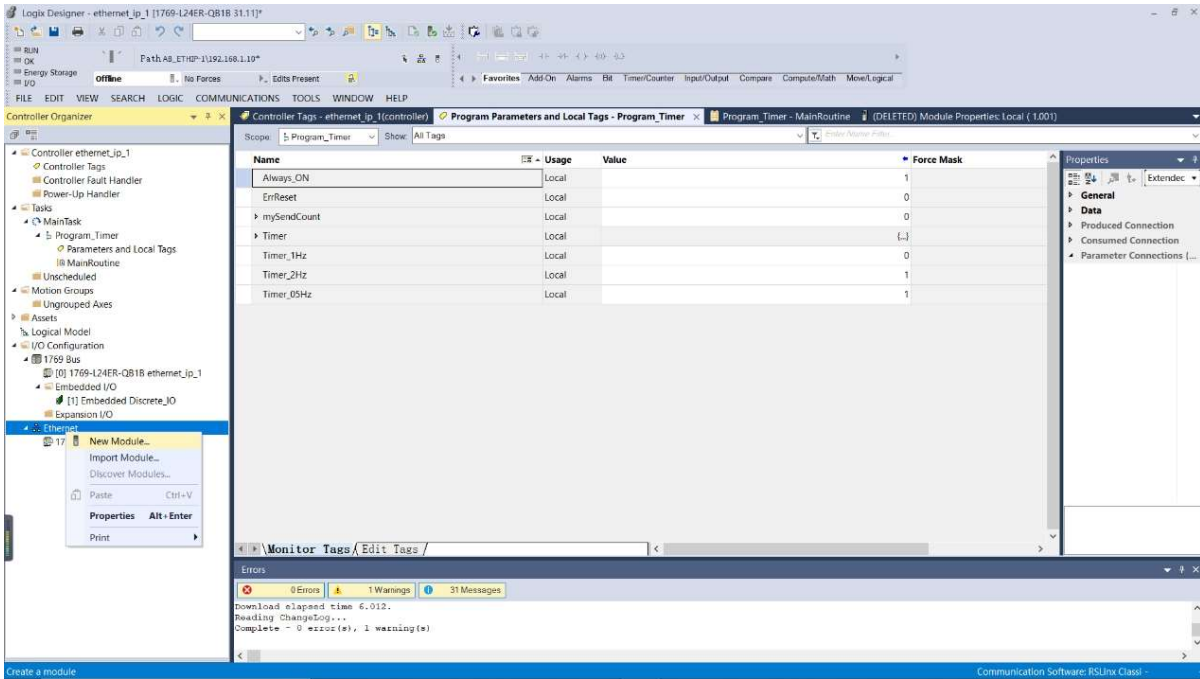 Logix Designer - ethernet_ip_1 [1769-L24ER-QB1B 31.11]*
RUN
OK
Energy Storage
I/O
Path: AB_ETHIP-1\192.168.1.10*
Offline
No Forces
Edits Present
Favorites Add-On Alarms Bit Timer/Counter Input/Output Compare Compute/Math Move/Logical
FILE EDIT VIEW SEARCH LOGIC COMMUNICATIONS TOOLS WINDOW HELP
Controller Organizer
Controller Tags - ethernet_ip_1(controller)
Program Parameters and Local Tags - Program_Timer
Program_Timer - MainRoutine
(DELETED) Module Properties: Local ( 1.001)
Controller ethernet_ip_1
Controller Tags
Controller Fault Handler
Power-Up Handler
Tasks
MainTask
Program_Timer
Parameters and Local Tags
MainRoutine
Unscheduled
Motion Groups
Ungrouped Axes
Assets
Logical Model
I/O Configuration
1769 Bus
[0] 1769-L24ER-QB1B ethernet_ip_1
Embedded I/O
[1] Embedded Discrete_IO
Expansion I/O
Ethernet
17
New Module...
Import Module...
Discover Modules...
Paste Ctrl+V
Properties Alt+Enter
Print
Scope: Program_Timer Show: All Tags
Enter Name Filter...
Name Usage Value Force Mask
Always_ON Local 1
ErrReset Local 0
mySendCount Local 0
Timer Local {...}
Timer_1Hz Local 0
Timer_2Hz Local 1
Timer_05Hz Local 1
Monitor Tags Edit Tags
Properties
Extendec
General
Data
Produced Connection
Consumed Connection
Parameter Connections {...
Errors
0 Errors
1 Warnings
31 Messages
Download elapsed time 6.012.
Reading ChangeLog...
Complete - 0 error(s), 1 warning(s)
Create a module
Communication Software: RSLinx Classi -